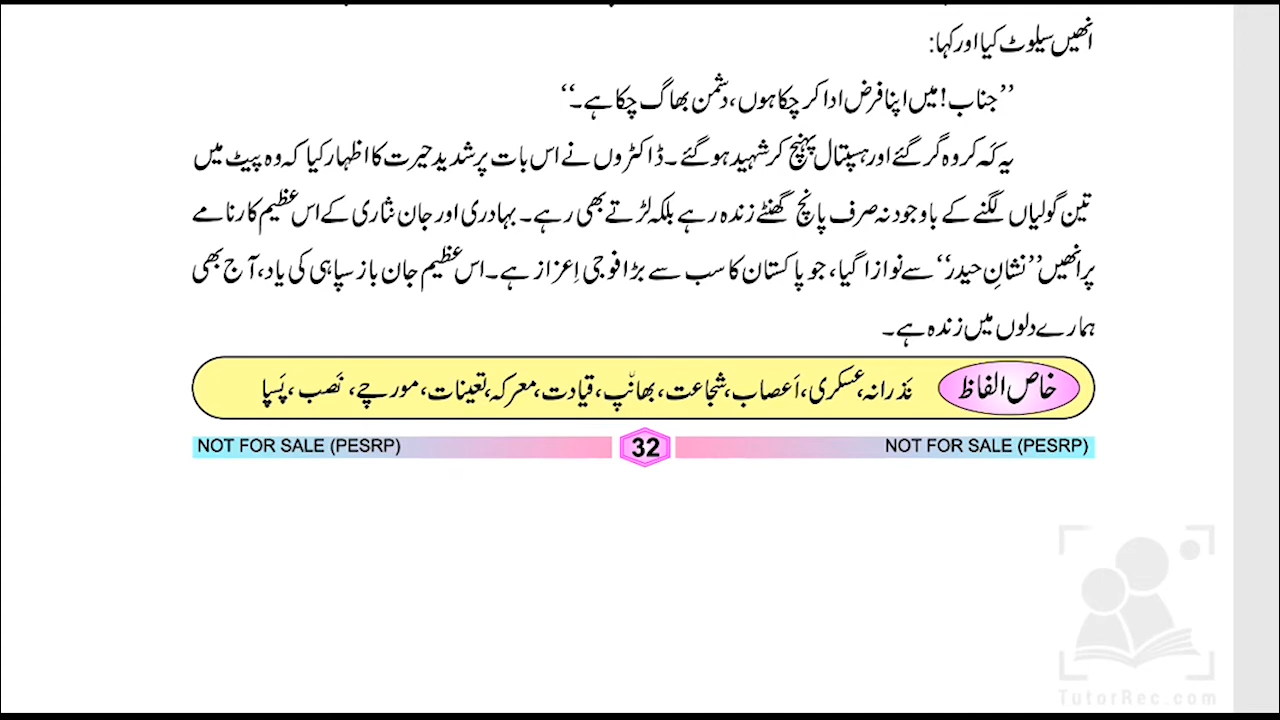 انھیں سیلوٹ کیا اور کہا:
’’جناب! میں اپنا فرض ادا کر چکا ہوں، دشمن بھاگ چکا ہے۔‘‘
یہ کَہ کر وہ گر گئے اور ہسپتال پہنچ کر شہید ہو گئے۔ ڈاکٹروں نے اس بات پر شدید حیرت کا اظہار کیا کہ وہ پیٹ میں
تین گولیاں لگنے کے باوجود نہ صرف پانچ گھنٹے زندہ رہے بلکہ لڑتے بھی رہے۔ بہادری اور جان نثاری کے اس عظیم کارنامے
پر انھیں ’’نشانِ حیدر‘‘ سے نوازا گیا، جو پاکستان کا سب سے بڑا فوجی اِعزاز ہے۔ اس عظیم جان باز سپاہی کی یاد، آج بھی
ہمارے دلوں میں زندہ ہے۔
خاص الفاظ نَذرانہ، عسکری، اَعصاب، شجاعت، بھانپ، قیادت، معرکہ، تعینات، مورچے، نَصب، پَسپا
NOT FOR SALE (PESRP) 32 NOT FOR SALE (PESRP)
TutorRec.com